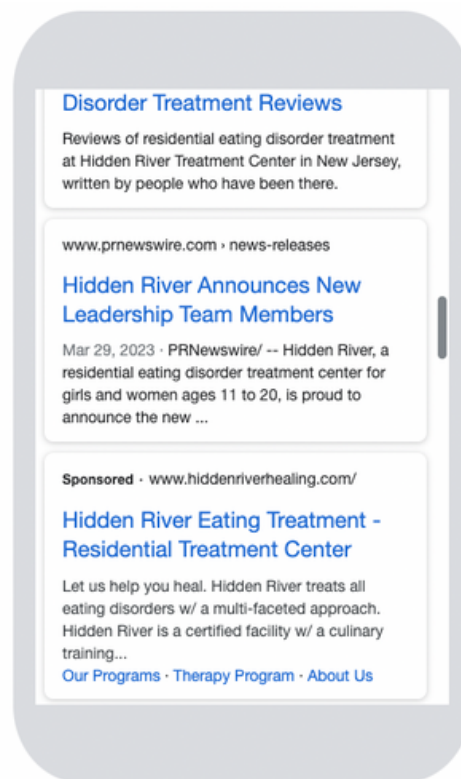 Disorder Treatment Reviews
Reviews of residential eating disorder treatment
at Hidden River Treatment Center in New Jersey,
written by people who have been there.
www.prnewswire.com › news-releases
Hidden River Announces New
Leadership Team Members
Mar 29, 2023 · PRNewswire/ -- Hidden River, a
residential eating disorder treatment center for
girls and women ages 11 to 20, is proud to
announce the new ...
Sponsored · www.hiddenriverhealing.com/
Hidden River Eating Treatment -
Residential Treatment Center
Let us help you heal. Hidden River treats all
eating disorders w/ a multi-faceted approach.
Hidden River is a certified facility w/ a culinary
training...
Our Programs · Therapy Program · About Us